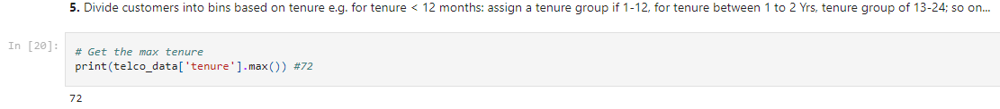 5. Divide customers into bins based on tenure e.g. for tenure < 12 months: assign a tenure group if 1-12, for tenure between 1 to 2 Yrs, tenure group of 13-24; so on...
In [20]:
# Get the max tenure
print(telco_data['tenure'].max()) #72
72